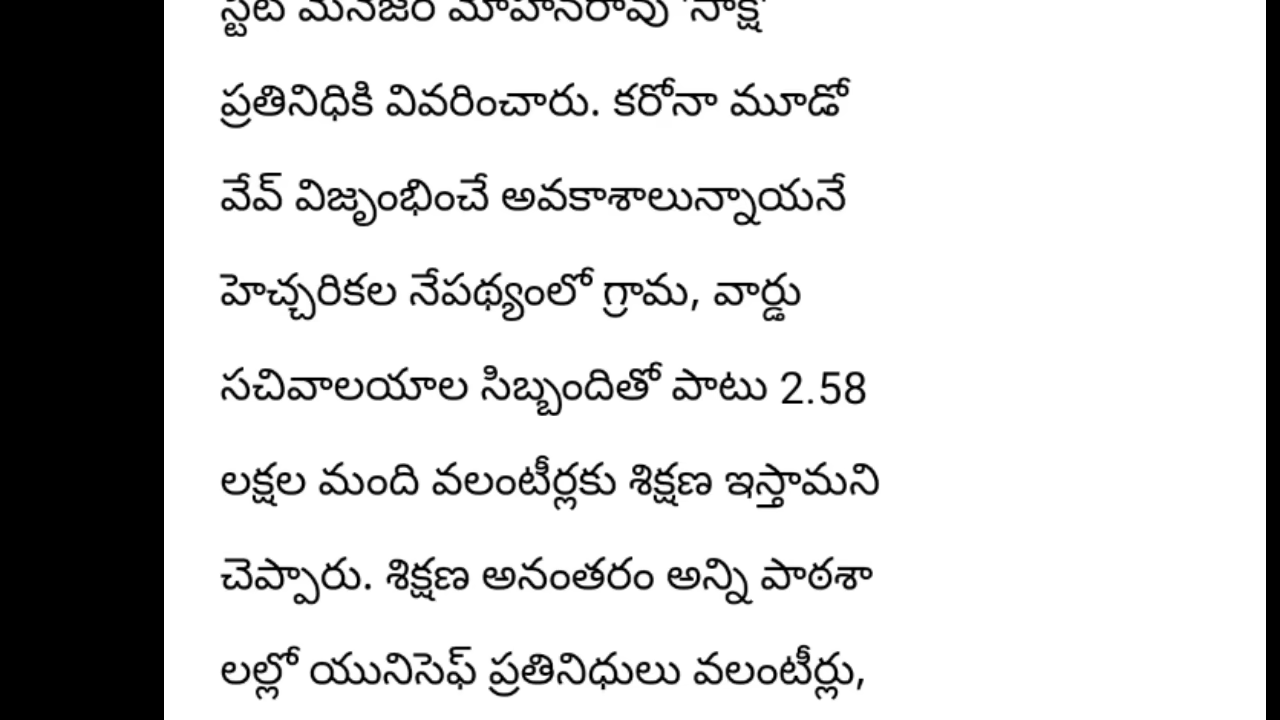 మోహనరావు 'సాక్షి'
ప్రతినిధికి వివరించారు. కరోనా మూడో
వేవ్ విజృంభించే అవకాశాలున్నాయనే
హెచ్చరికల నేపథ్యంలో గ్రామ, వార్డు
సచివాలయాల సిబ్బందితో పాటు 2.58
లక్షల మంది వలంటీర్లకు శిక్షణ ఇస్తామని
చెప్పారు. శిక్షణ అనంతరం అన్ని పాఠశా
లల్లో యునిసెఫ్ ప్రతినిధులు వలంటీర్లు,